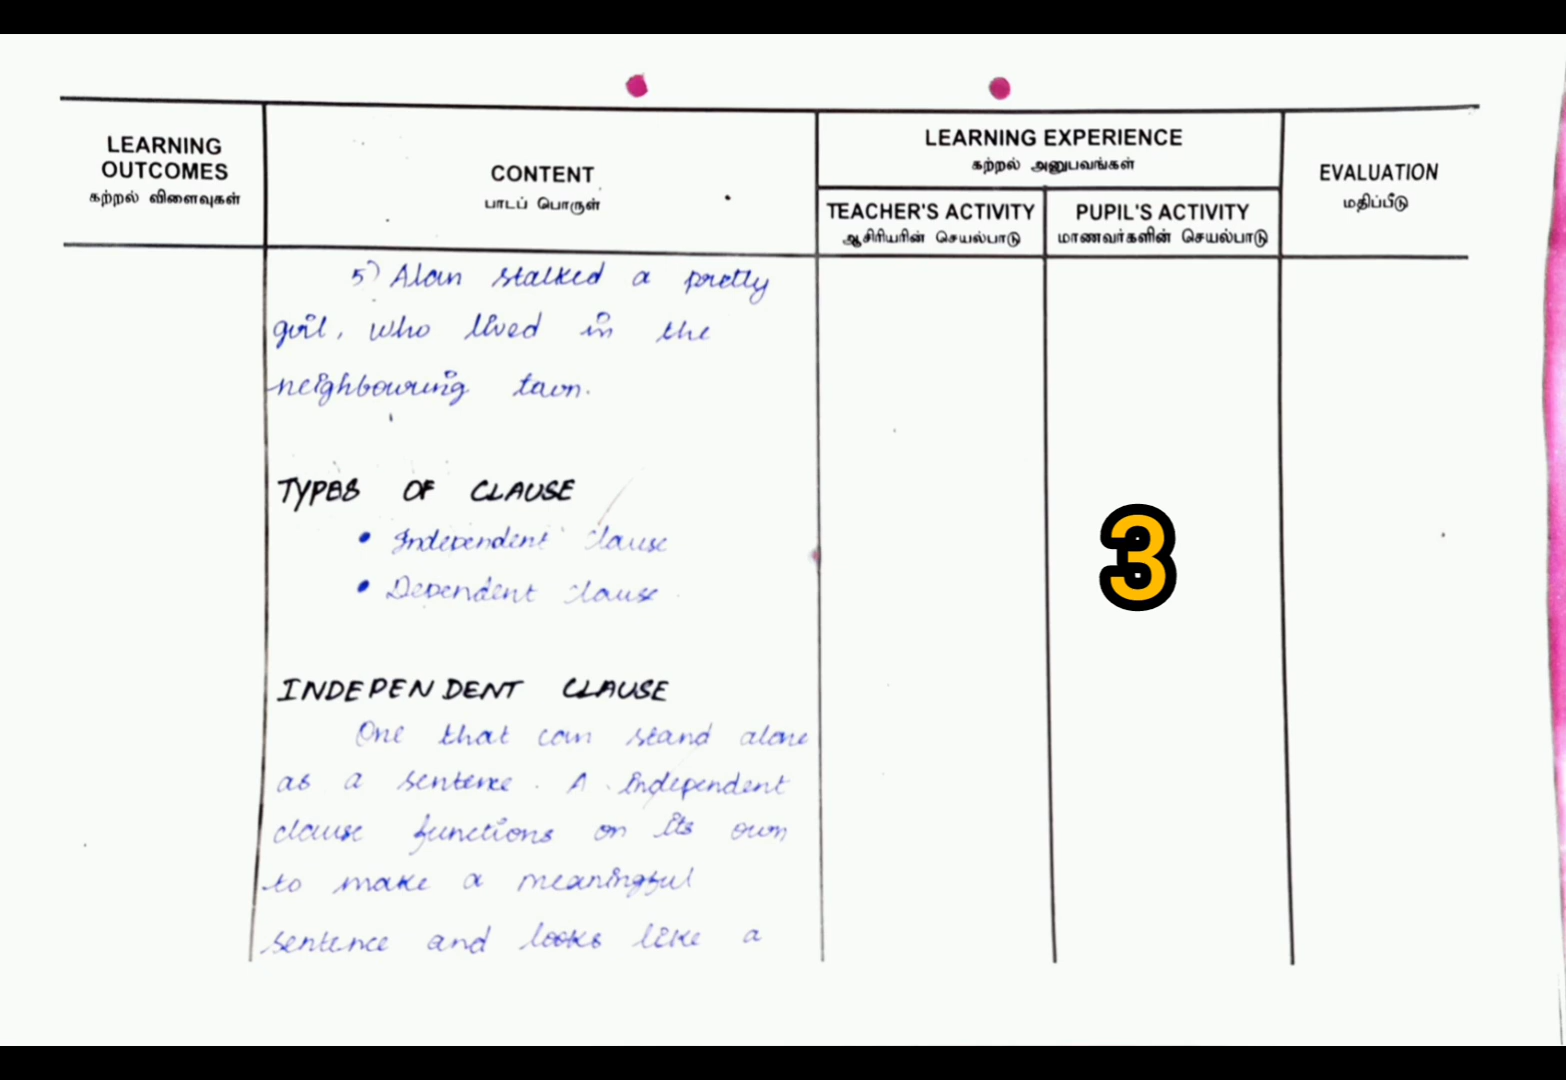 LEARNING
OUTCOMES
கற்றல் விளைவுகள்
CONTENT
பாடப் பொருள்
LEARNING EXPERIENCE
கற்றல் அனுபவங்கள்
TEACHER'S ACTIVITY
ஆசிரியரின் செயல்பாடு
PUPIL'S ACTIVITY
மாணவர்களின் செயல்பாடு
EVALUATION
மதிப்பீடு
5) Alan stalked a pretty
girl, who lived in the
neighbouring town.
TYPES OF CLAUSE
• Independent clause
• Dependent clause
3
INDEPENDENT CLAUSE
One that can stand alone
as a sentence. A independent
clause functions on its own
to make a meaningful
sentence and looks like a